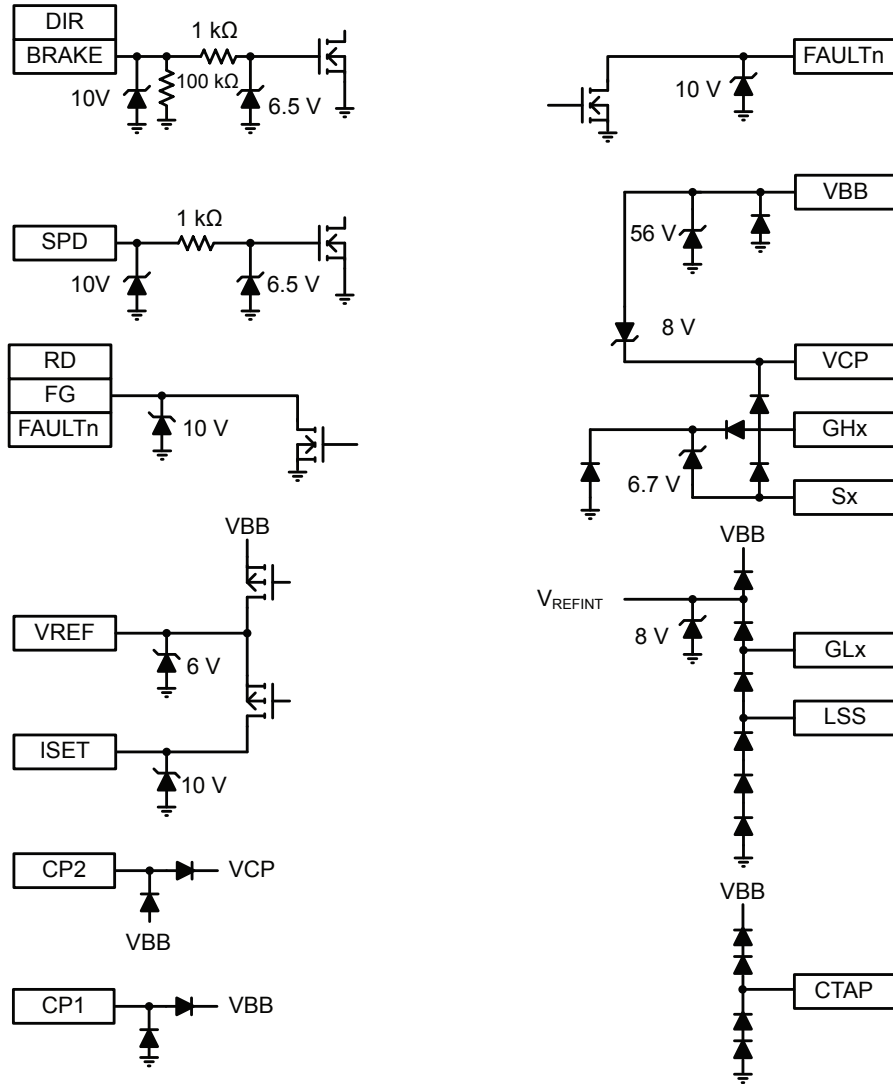 DIR
BRAKE
1 kΩ
100 kΩ
10V
6.5 V
SPD
1 kΩ
10V
6.5 V
RD
FG
FAULTn
10 V
VBB
VREF
6 V
ISET
10 V
CP2
VCP
VBB
CP1
VBB
FAULTn
10 V
VBB
56 V
8 V
VCP
GHx
6.7 V
Sx
VBB
VREFINT
8 V
GLx
LSS
VBB
CTAP